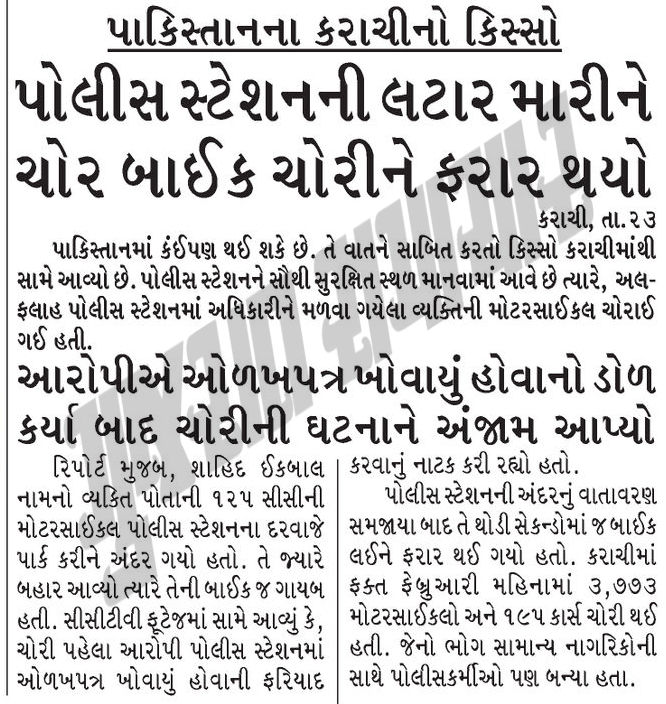 પાકિસ્તાનના કરાચીનો કિસ્સો
પોલીસ સ્ટેશનની લટાર મારીને
ચોર બાઈક ચોરીને ફરાર થયો
કરાચી, તા.૨૩
પાકિસ્તાનમાં કંઈપણ થઈ શકે છે. તે વાતને સાબિત કરતો કિસ્સો કરાચીમાંથી
સામે આવ્યો છે. પોલીસ સ્ટેશનને સૌથી સુરક્ષિત સ્થળ માનવામાં આવે છે ત્યારે, અલ-
ફલાહ પોલીસ સ્ટેશનમાં અધિકારીને મળવા ગયેલા વ્યક્તિની મોટરસાઈકલ ચોરાઈ
ગઈ હતી.
આરોપીએ ઓળખપત્ર ખોવાયું હોવાનો ડોળ
કર્યા બાદ ચોરીની ઘટનાને અંજામ આપ્યો
રિપોર્ટ મુજબ, શાહિદ ઈકબાલ
નામનો વ્યકિત પોતાની ૧૨૫ સીસીની
મોટરસાઈકલ પોલીસ સ્ટેશનના દરવાજે
પાર્ક કરીને અંદર ગયો હતો. તે જ્યારે
બહાર આવ્યો ત્યારે તેની બાઈક જ ગાયબ
હતી. સીસીટીવી ફૂટેજમાં સામે આવ્યું કે,
ચોરી પહેલા આરોપી પોલીસ સ્ટેશનમાં
ઓળખપત્ર ખોવાયું હોવાની ફરિયાદ
કરવાનું નાટક કરી રહ્યો હતો.
પોલીસ સ્ટેશનની અંદરનું વાતાવરણ
સમજાયા બાદ તે થોડી સેકન્ડોમાં જ બાઈક
લઈને ફરાર થઈ ગયો હતો. કરાચીમાં
ફક્ત ફેબ્રુઆરી મહિનામાં ૩,૭૭૩
મોટરસાઈકલો અને ૧૯૫ કાર્સ ચોરી થઈ
હતી. જેનો ભોગ સામાન્ય નાગરિકોની
સાથે પોલીસકર્મીઓ પણ બન્યા હતા.
ગુજરાત સમાચાર